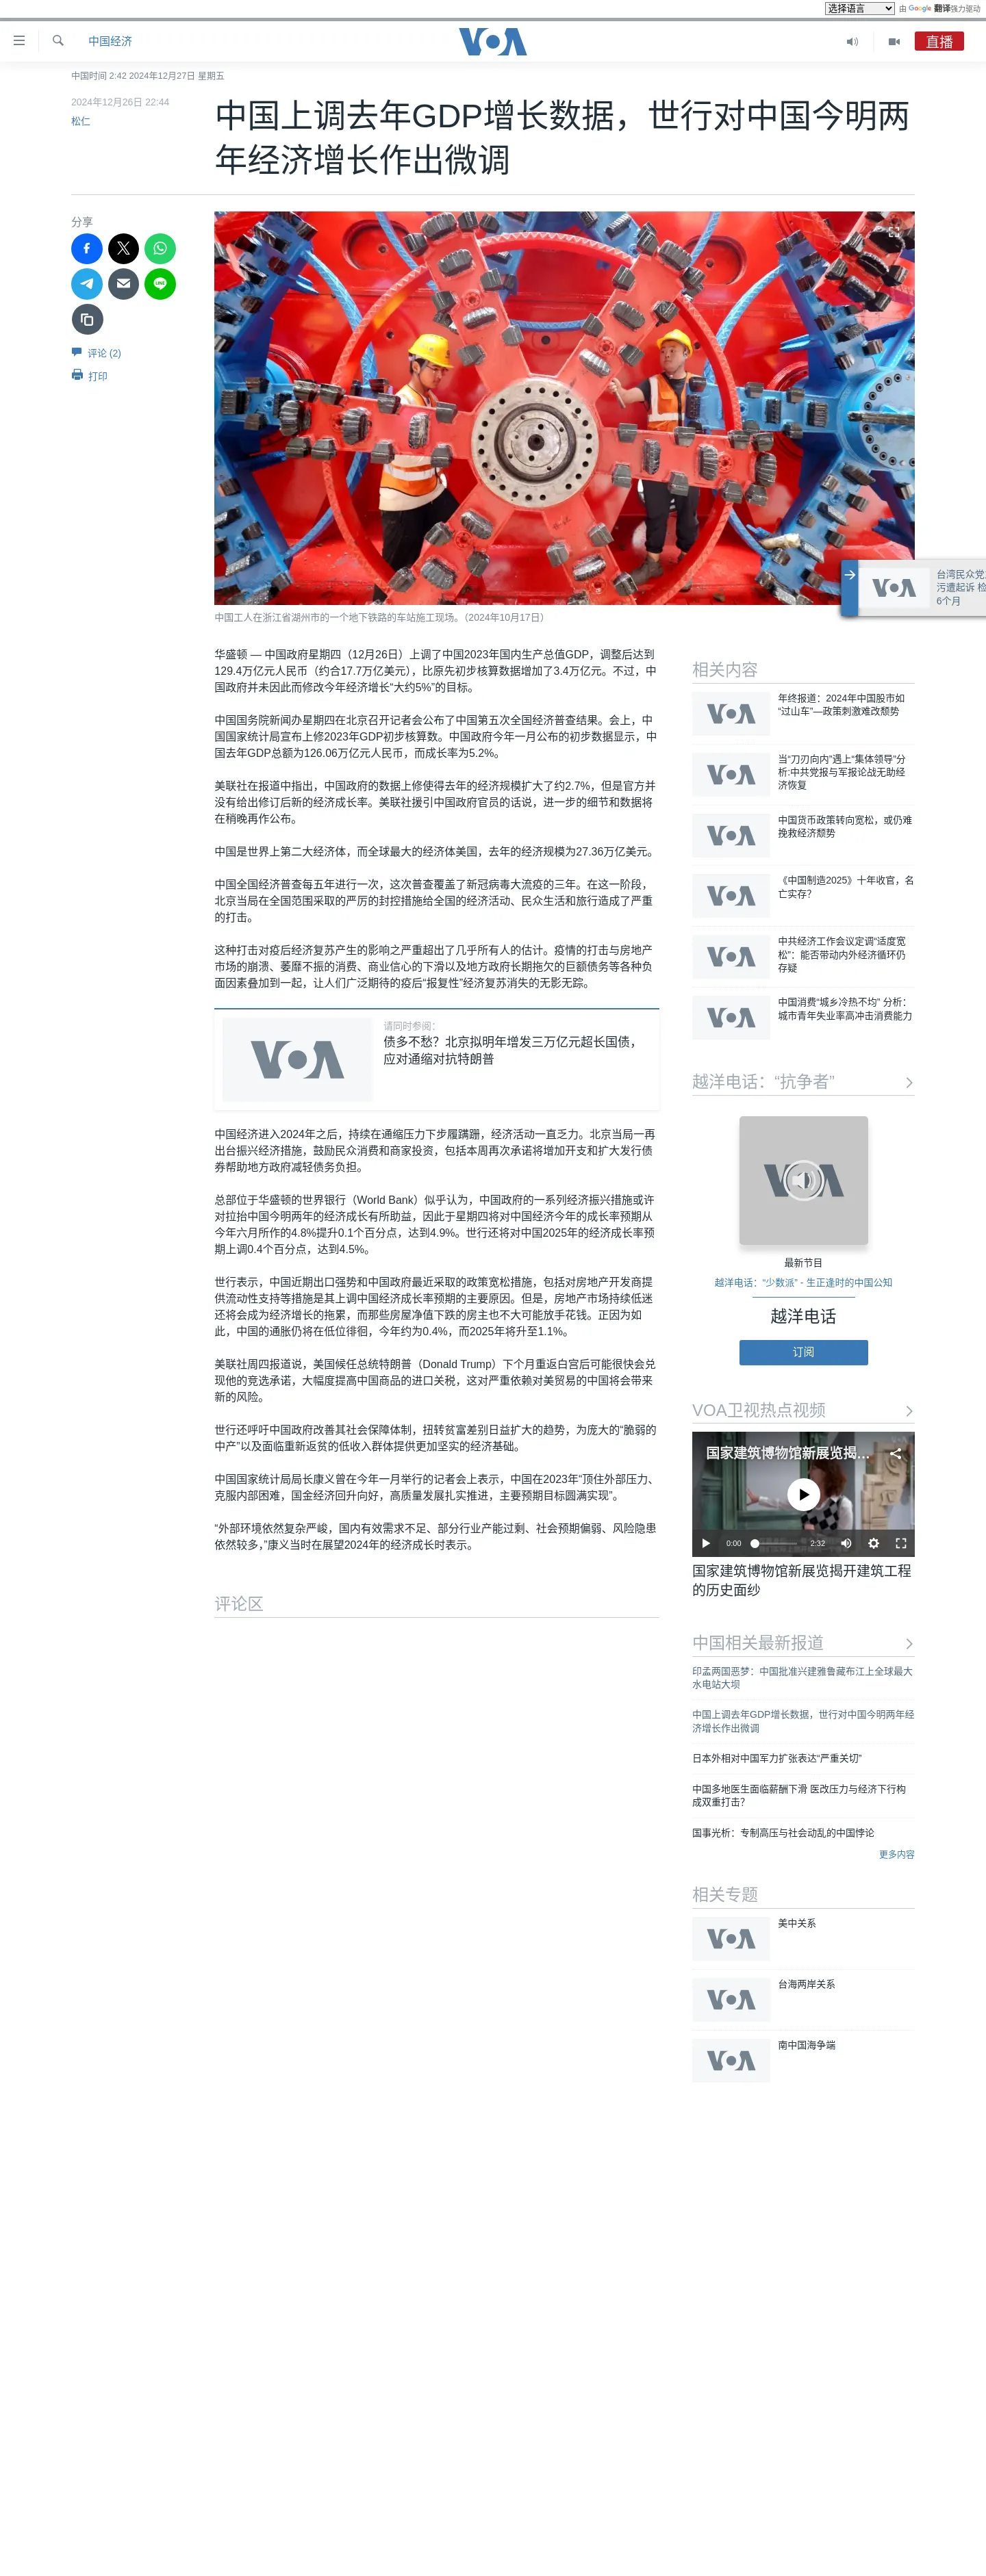 选择语言
由 Google 翻译强力驱动
中国经济
VOA
直播
中国时间 2:42 2024年12月27日 星期五
2024年12月26日 22:44
松仁
中国上调去年GDP增长数据，世行对中国今明两
年经济增长作出微调
分享
评论 (2)
打印
中国工人在浙江省湖州市的一个地下铁路的车站施工现场。（2024年10月17日）
VOA
台湾民众党
污遭起诉 检
6个月
华盛顿 — 中国政府星期四（12月26日）上调了中国2023年国内生产总值GDP，调整后达到
129.4万亿元人民币（约合17.7万亿美元），比原先初步核算数据增加了3.4万亿元。不过，中
国政府并未因此而修改今年经济增长“大约5%”的目标。
中国国务院新闻办星期四在北京召开记者会公布了中国第五次全国经济普查结果。会上，中
国国家统计局宣布上修2023年GDP初步核算数。中国政府今年一月公布的初步数据显示，中
国去年GDP总额为126.06万亿元人民币，而成长率为5.2%。
美联社在报道中指出，中国政府的数据上修使得去年的经济规模扩大了约2.7%，但是官方并
没有给出修订后新的经济成长率。美联社援引中国政府官员的话说，进一步的细节和数据将
在稍晚再作公布。
中国是世界上第二大经济体，而全球最大的经济体美国，去年的经济规模为27.36万亿美元。
中国全国经济普查每五年进行一次，这次普查覆盖了新冠病毒大流疫的三年。在这一阶段，
北京当局在全国范围采取的严厉的封控措施给全国的经济活动、民众生活和旅行造成了严重
的打击。
这种打击对疫后经济复苏产生的影响之严重超出了几乎所有人的估计。疫情的打击与房地产
市场的崩溃、萎靡不振的消费、商业信心的下滑以及地方政府长期拖欠的巨额债务等各种负
面因素叠加到一起，让人们广泛期待的疫后“报复性”经济复苏消失的无影无踪。
VOA
请同时参阅：
债多不愁？北京拟明年增发三万亿元超长国债，
应对通缩对抗特朗普
中国经济进入2024年之后，持续在通缩压力下步履蹒跚，经济活动一直乏力。北京当局一再
出台振兴经济措施，鼓励民众消费和商家投资，包括本周再次承诺将增加开支和扩大发行债
券帮助地方政府减轻债务负担。
总部位于华盛顿的世界银行（World Bank）似乎认为，中国政府的一系列经济振兴措施或许
对拉抬中国今明两年的经济成长有所助益，因此于星期四将对中国经济今年的成长率预期从
今年六月所作的4.8%提升0.1个百分点，达到4.9%。世行还将对中国2025年的经济成长率预
期上调0.4个百分点，达到4.5%。
世行表示，中国近期出口强势和中国政府最近采取的政策宽松措施，包括对房地产开发商提
供流动性支持等措施是其上调中国经济成长率预期的主要原因。但是，房地产市场持续低迷
还将会成为经济增长的拖累，而那些房屋净值下跌的房主也不大可能放手花钱。正因为如
此，中国的通胀仍将在低位徘徊，今年约为0.4%，而2025年将升至1.1%。
美联社周四报道说，美国候任总统特朗普（Donald Trump）下个月重返白宫后可能很快会兑
现他的竞选承诺，大幅度提高中国商品的进口关税，这对严重依赖对美贸易的中国将会带来
新的风险。
世行还呼吁中国政府改善其社会保障体制，扭转贫富差别日益扩大的趋势，为庞大的“脆弱的
中产”以及面临重新返贫的低收入群体提供更加坚实的经济基础。
中国国家统计局局长康义曾在今年一月举行的记者会上表示，中国在2023年“顶住外部压力、
克服内部困难，国金经济回升向好，高质量发展扎实推进，主要预期目标圆满实现”。
“外部环境依然复杂严峻，国内有效需求不足、部分行业产能过剩、社会预期偏弱、风险隐患
依然较多，”康义当时在展望2024年的经济成长时表示。
评论区
相关内容
VOA
年终报道：2024年中国股市如
“过山车”—政策刺激难改颓势
VOA
当“刀刃向内”遇上“集体领导”分
析:中共党报与军报论战无助经
济恢复
VOA
中国货币政策转向宽松，或仍难
挽救经济颓势
VOA
《中国制造2025》十年收官，名
亡实存？
VOA
中共经济工作会议定调“适度宽
松”：能否带动内外经济循环仍
存疑
VOA
中国消费“城乡冷热不均” 分析：
城市青年失业率高冲击消费能力
越洋电话：“抗争者”
VOA
最新节目
越洋电话：“少数派” - 生正逢时的中国公知
越洋电话
订阅
VOA卫视热点视频
国家建筑博物馆新展览揭...
0:00
2:32
国家建筑博物馆新展览揭开建筑工程
的历史面纱
中国相关最新报道
印孟两国恶梦：中国批准兴建雅鲁藏布江上全球最大
水电站大坝
中国上调去年GDP增长数据，世行对中国今明两年经
济增长作出微调
日本外相对中国军力扩张表达“严重关切”
中国多地医生面临薪酬下滑 医改压力与经济下行构
成双重打击？
国事光析：专制高压与社会动乱的中国悖论
更多内容
相关专题
VOA
美中关系
VOA
台海两岸关系
VOA
南中国海争端